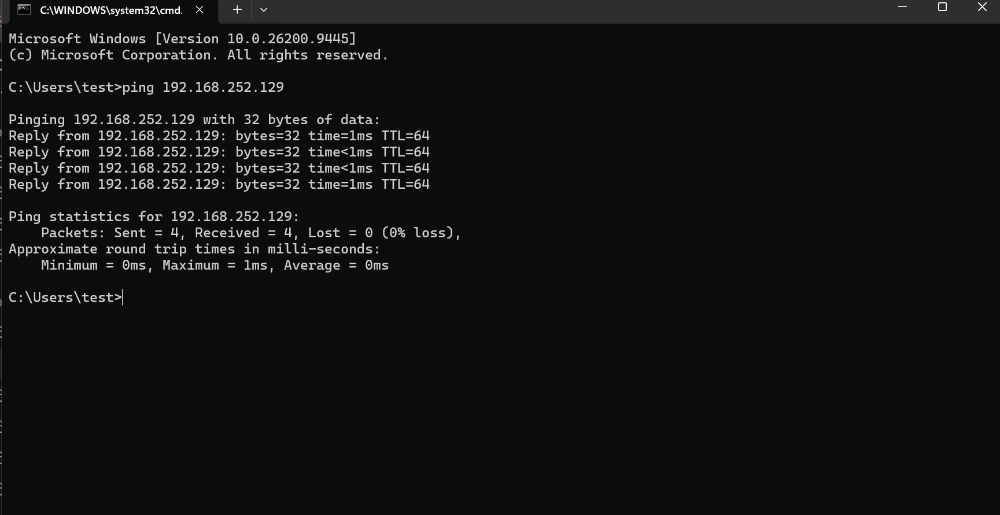 C:\WINDOWS\system32\cmd.
Microsoft Windows [Version 10.0.26200.9445]
(c) Microsoft Corporation. All rights reserved.
C:\Users\test>ping 192.168.252.129
Pinging 192.168.252.129 with 32 bytes of data:
Reply from 192.168.252.129: bytes=32 time=1ms TTL=64
Reply from 192.168.252.129: bytes=32 time<1ms TTL=64
Reply from 192.168.252.129: bytes=32 time<1ms TTL=64
Reply from 192.168.252.129: bytes=32 time=1ms TTL=64
Ping statistics for 192.168.252.129:
    Packets: Sent = 4, Received = 4, Lost = 0 (0% loss),
Approximate round trip times in milli-seconds:
    Minimum = 0ms, Maximum = 1ms, Average = 0ms
C:\Users\test>